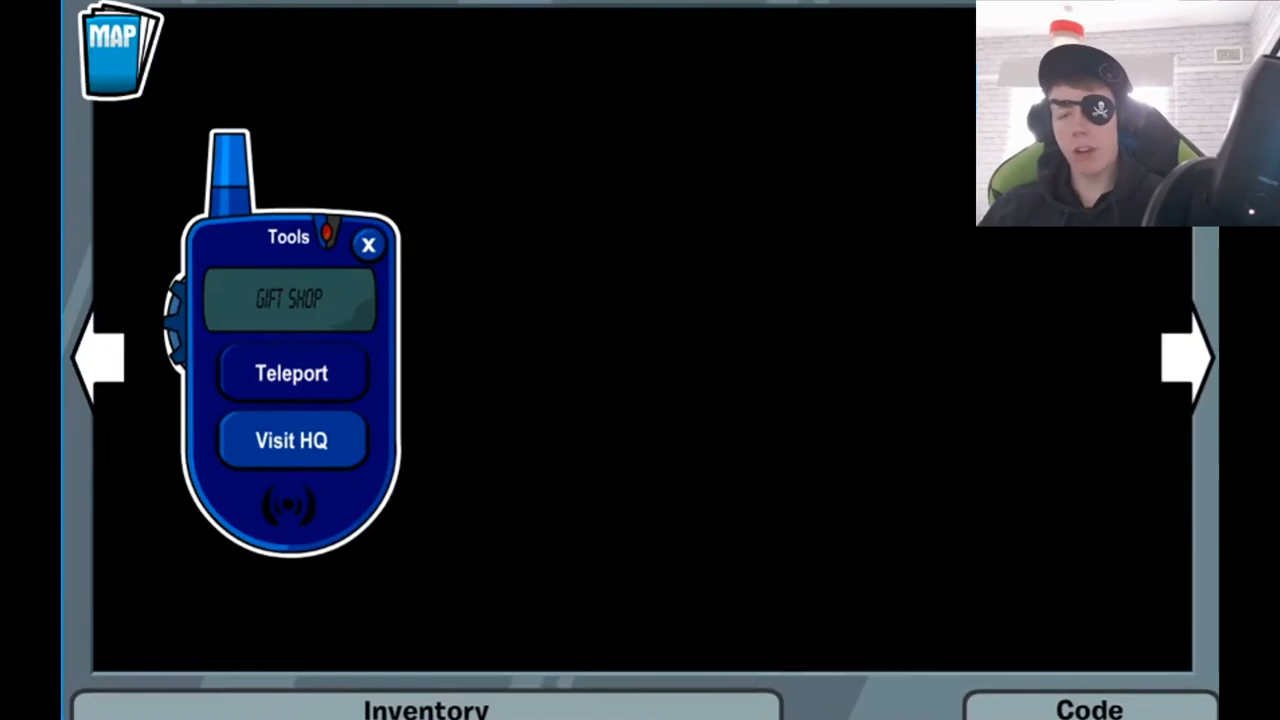 MAP
Tools
X
GIFT SHOP
Teleport
Visit HQ
Inventory
Code